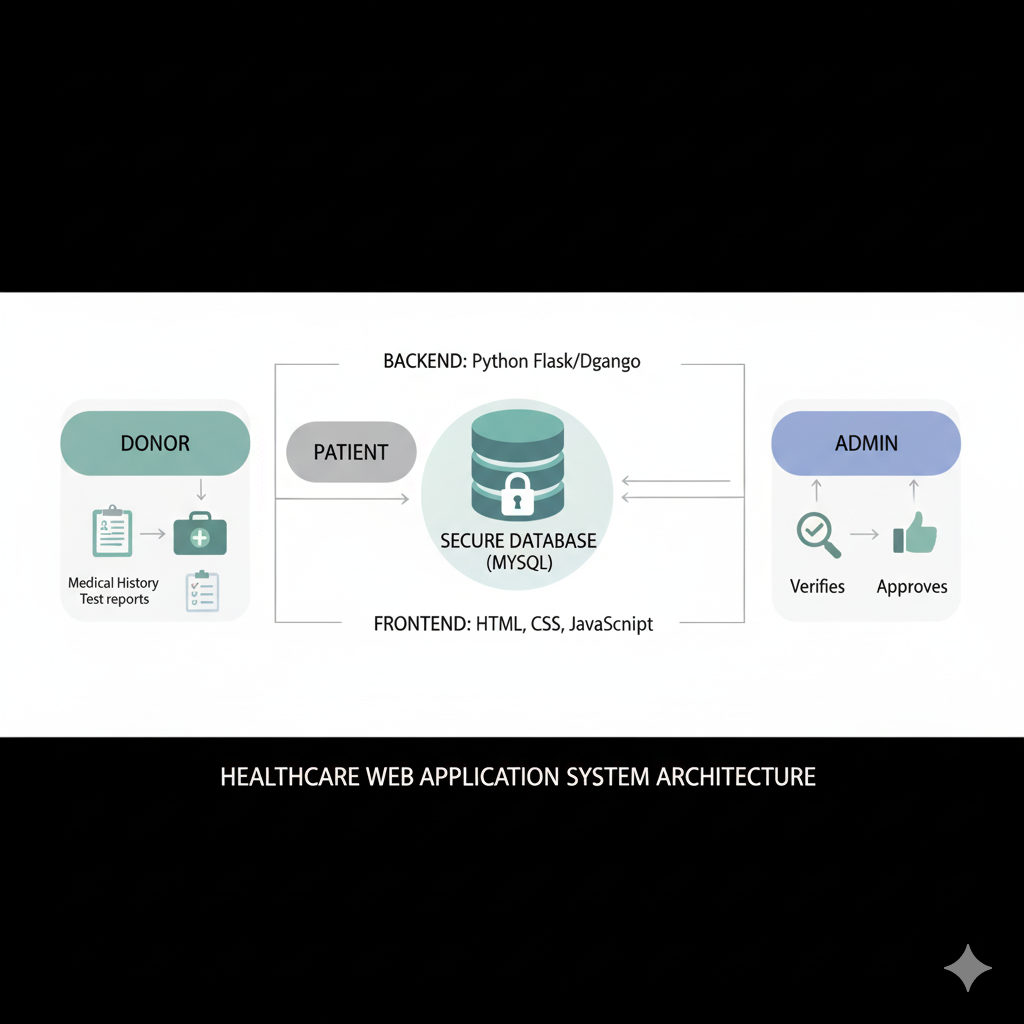 BACKEND: Python Flask/Dgango
DONOR
PATIENT
ADMIN
Medical History
Test reports
SECURE DATABASE
(MYSQL)
Verifies
Approves
FRONTEND: HTML, CSS, JavaScnipt
HEALTHCARE WEB APPLICATION SYSTEM ARCHITECTURE